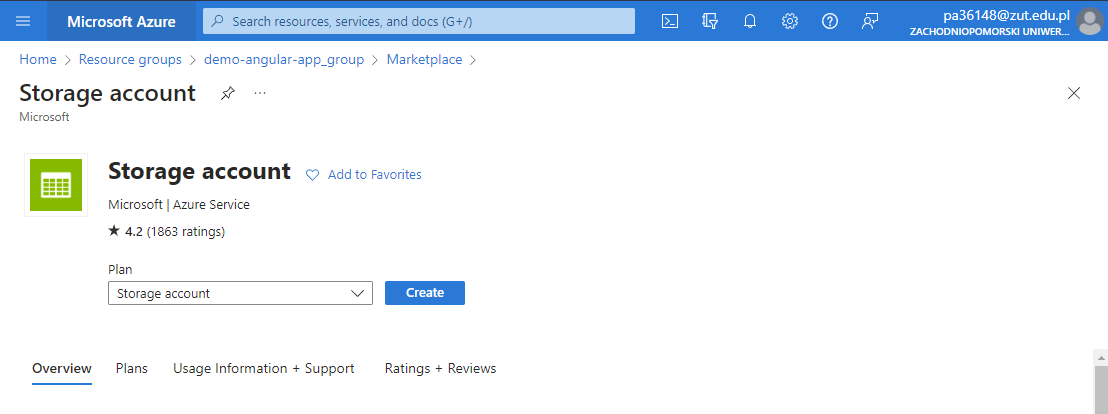 Microsoft Azure
Search resources, services, and docs (G+/)
pa36148@zut.edu.pl
ZACHODNIOPOMORSKI UNIWER...
Home > Resource groups > demo-angular-app_group > Marketplace >
Storage account ...
Microsoft
Storage account
Add to Favorites
Microsoft | Azure Service
★ 4.2 (1863 ratings)
Plan
Storage account
Create
Overview Plans Usage Information + Support Ratings + Reviews